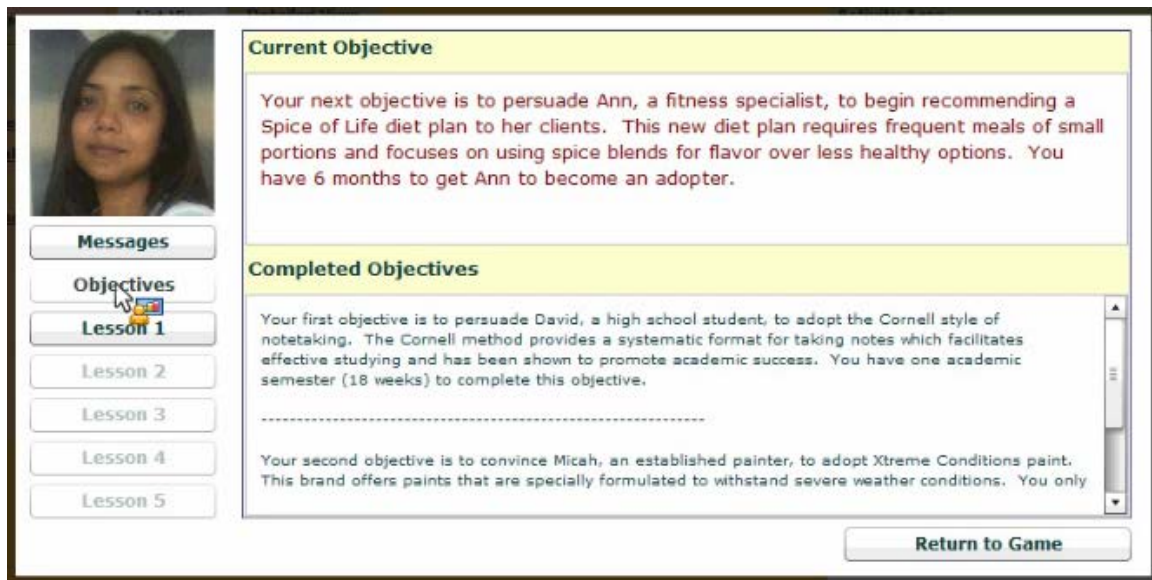 Current Objective
Your next objective is to persuade Ann, a fitness specialist, to begin recommending a
Spice of Life diet plan to her clients. This new diet plan requires frequent meals of small
portions and focuses on using spice blends for flavor over less healthy options. You
have 6 months to get Ann to become an adopter.
Messages
Objectives
Lesson 1
Lesson 2
Lesson 3
Lesson 4
Lesson 5
Completed Objectives
Your first objective is to persuade David, a high school student, to adopt the Cornell style of
notetaking. The Cornell method provides a systematic format for taking notes which facilitates
effective studying and has been shown to promote academic success. You have one academic
semester (18 weeks) to complete this objective.
------------------------------------------------------------
Your second objective is to convince Micah, an established painter, to adopt Xtreme Conditions paint.
This brand offers paints that are specially formulated to withstand severe weather conditions. You only
Return to Game